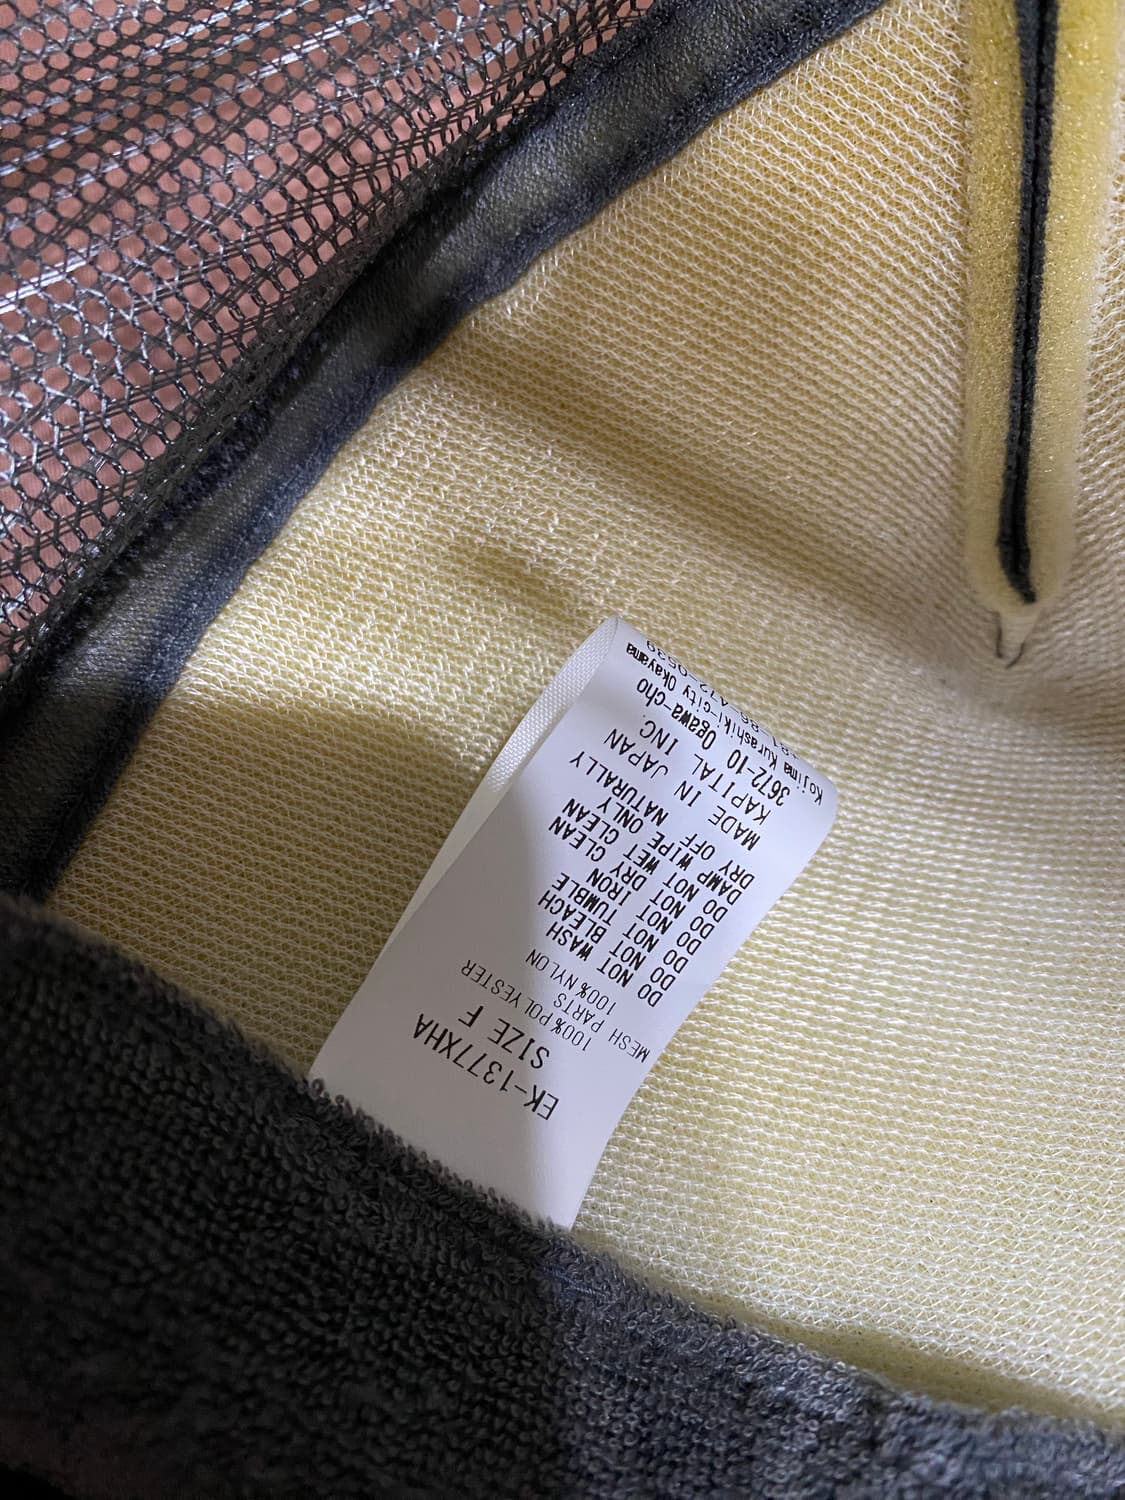 EK-1377XHA
SIZE F
100% POLYESTER
MESH PARTS
100% NYLON
DO NOT WASH
DO NOT BLEACH
DO NOT TUMBLE
DO NOT IRON
DO NOT DRY CLEAN
DO NOT WET CLEAN
DAMP WIPE ONLY
DRY OFF NATURALLY
MADE IN JAPAN
KAPITAL INC.
3672-10 Ogawa-cho
Kojima Kurashiki-city Okayama